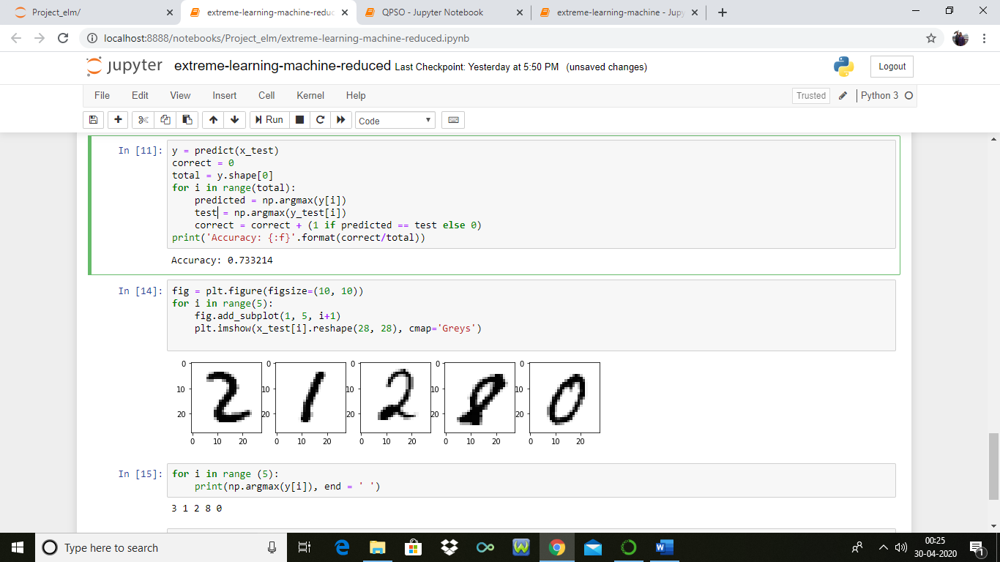 Project_elm/
extreme-learning-machine-reduc
QPSO - Jupyter Notebook
extreme-learning-machine - Jup
localhost:8888/notebooks/Project_elm/extreme-learning-machine-reduced.ipynb
jupyter extreme-learning-machine-reduced Last Checkpoint: Yesterday at 5:50 PM (unsaved changes)
Logout
File Edit View Insert Cell Kernel Help
Trusted Python 3
Run Code
In [11]: y = predict(x_test)
correct = 0
total = y.shape[0]
for i in range(total):
    predicted = np.argmax(y[i])
    test = np.argmax(y_test[i])
    correct = correct + (1 if predicted == test else 0)
print('Accuracy: {:f}'.format(correct/total))
Accuracy: 0.733214
In [14]: fig = plt.figure(figsize=(10, 10))
for i in range(5):
    fig.add_subplot(1, 5, i+1)
    plt.imshow(x_test[i].reshape(28, 28), cmap='Greys')
0 0 0 0 0
2 1 2 8 0
10 10 10 10 10
20 20 20 20 20
0 10 20 0 10 20 0 10 20 0 10 20 0 10 20
In [15]: for i in range (5):
    print(np.argmax(y[i]), end = ' ')
3 1 2 8 0
Type here to search
W
00:25
30-04-2020
1